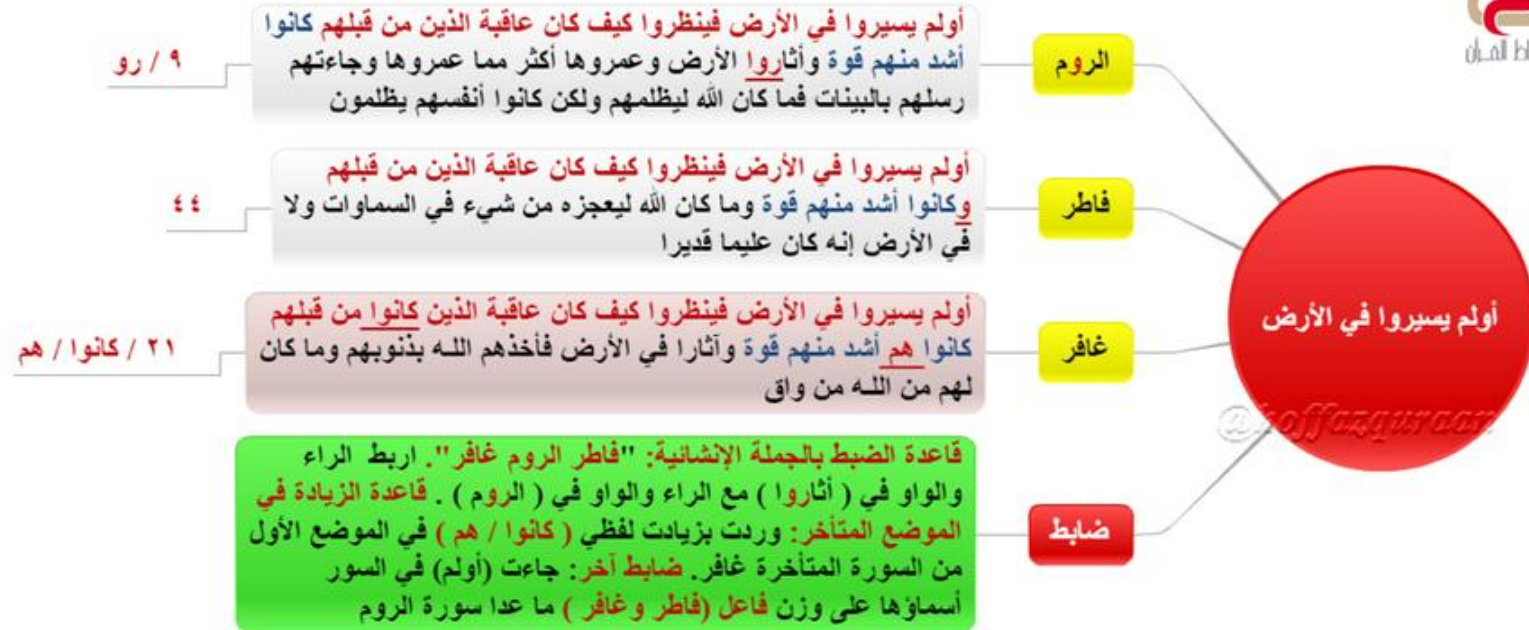 أولم يسيروا في الأرض
الروم
أولم يسيروا في الأرض فينظروا كيف كان عاقبة الذين من قبلهم كانوا
أشد منهم قوة وأثاروا الأرض وعمروها أكثر مما عمروها وجاءتهم
رسلهم بالبينات فما كان الله ليظلمهم ولكن كانوا أنفسهم يظلمون
٩ / رو
فاطر
أولم يسيروا في الأرض فينظروا كيف كان عاقبة الذين من قبلهم
وكانوا أشد منهم قوة وما كان الله ليعجزه من شيء في السماوات ولا
في الأرض إنه كان عليما قديرا
٤٤
غافر
أولم يسيروا في الأرض فينظروا كيف كان عاقبة الذين كانوا من قبلهم
كانوا هم أشد منهم قوة وآثارا في الأرض فأخذهم الله بذنوبهم وما كان
لهم من الله من واق
٢١ / كانوا / هم
ضابط
قاعدة الضبط بالجملة الإنشائية: "فاطر الروم غافر". اربط الراء
والواو في ( أثاروا ) مع الراء والواو في ( الروم ) . قاعدة الزيادة في
الموضع المتأخر: وردت بزيادت لفظي ( كانوا / هم ) في الموضع الأول
من السورة المتأخرة غافر. ضابط آخر: جاءت (أولم) في السور
أسماؤها على وزن فاعل (فاطر وغافر ) ما عدا سورة الروم
@hoffazquraan